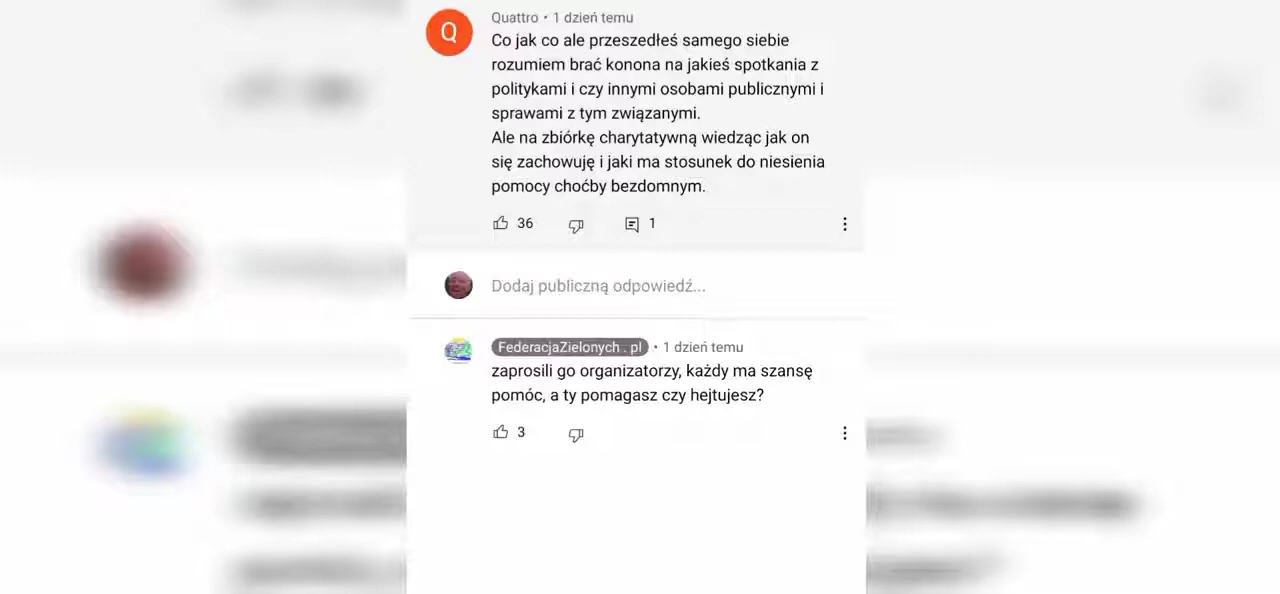 Quattro • 1 dzień temu
Co jak co ale przeszedłeś samego siebie
rozumiem brać konona na jakieś spotkania z
politykami i czy innymi osobami publicznymi i
sprawami z tym związanymi.
Ale na zbiórkę charytatywną wiedząc jak on
się zachowuję i jaki ma stosunek do niesienia
pomocy choćby bezdomnym.
36 1
Dodaj publiczną odpowiedź...
FederacjaZielonych . pl • 1 dzień temu
zaprosili go organizatorzy, każdy ma szansę
pomóc, a ty pomagasz czy hejtujesz?
3